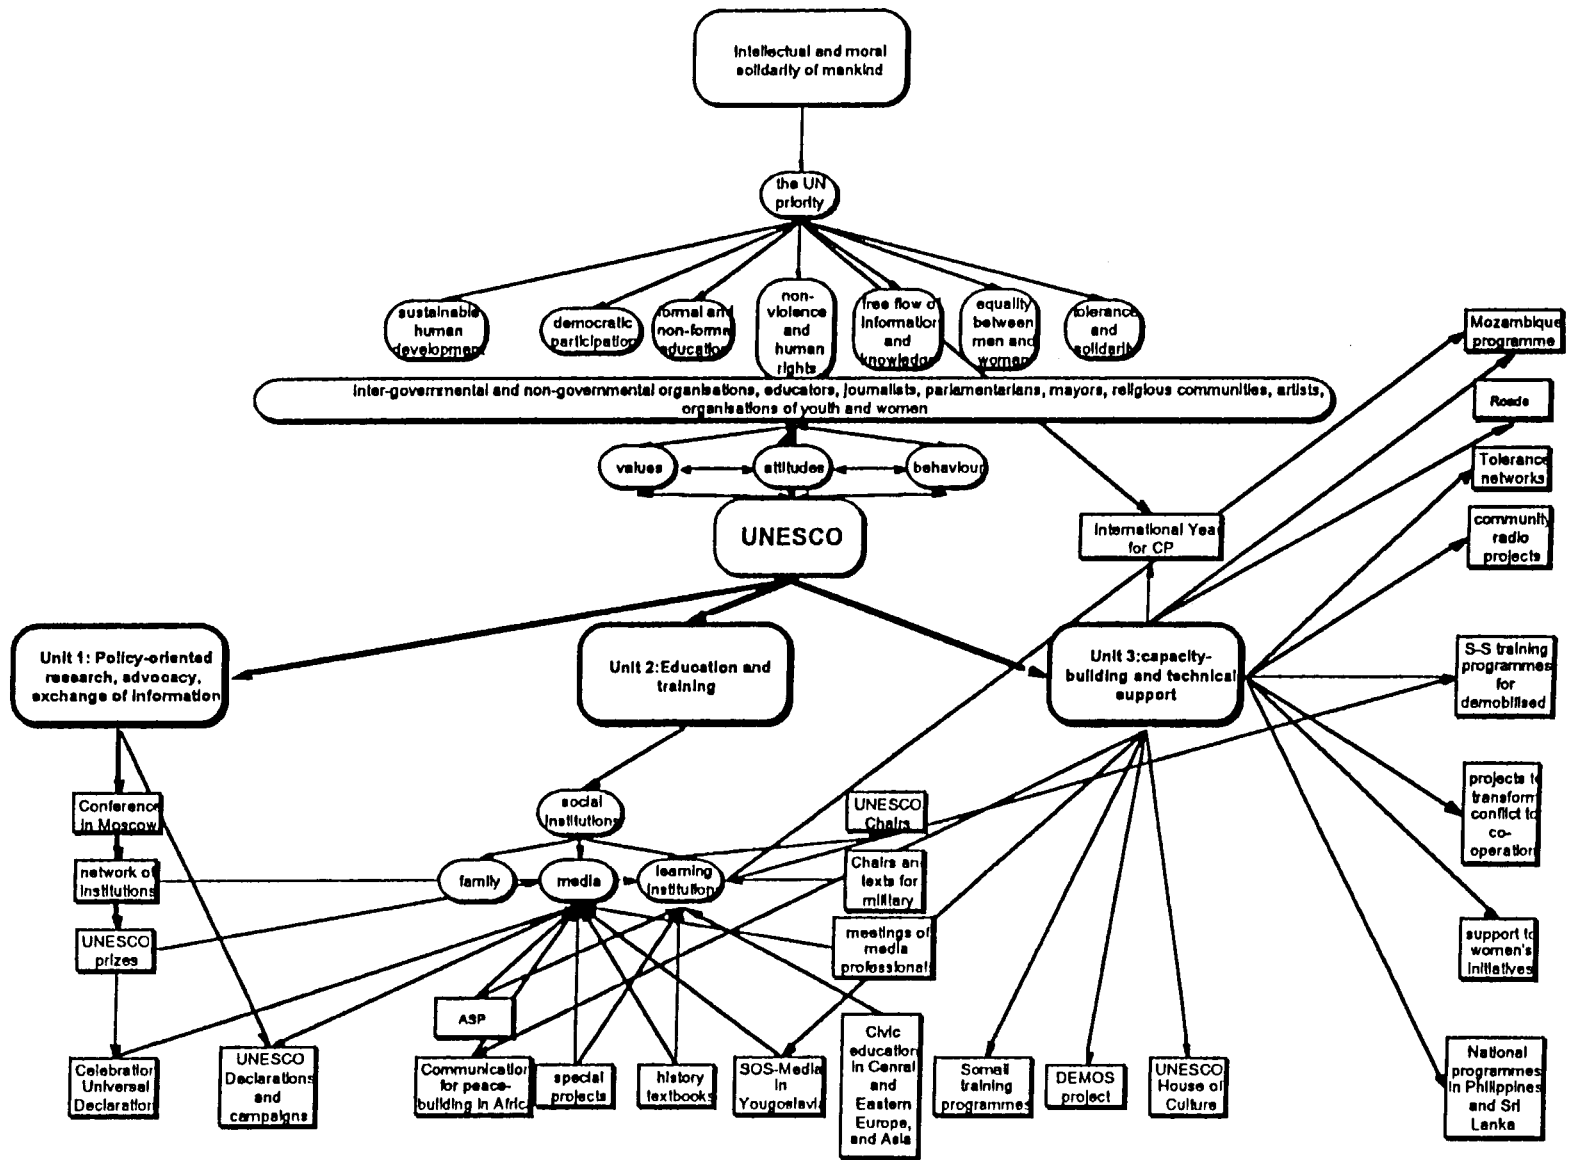 Intellectual and moral
solidarity of mankind
the UN
priority
sustainable
human
development
democratic
participation
formal and
non-forma
education
non-
violence
and
human
rights
free flow of
information
and
knowledge
equality
between
men and
women
tolerance
and
solidarity
Inter-governmental and non-governmental organisations, educators, journalists, parlamentarians, mayors, religious communities, artists,
organisations of youth and women
values
attitudes
behaviour
UNESCO
International Year
for CP
Mozambique
programme
Roads
Tolerance
networks
community
radio
projects
Unit 1: Policy-oriented
research, advocacy,
exchange of information
Unit 2:Education and
training
Unit 3:capacity-
building and technical
support
S-S training
programmes
for
demobilised
Conference
in Moscow
network of
institutions
UNESCO
prizes
Celebration
Universal
Declaration
UNESCO
Declarations
and
campaigns
social
institutions
family
media
learning
institution
UNESCO
Chairs
Chairs and
texts for
military
meetings of
media
professionals
projects to
transform
conflict to
co-
operation
support to
women's
initiatives
ASP
Communication
for peace-
building in Africa
special
projects
history
textbooks
SOS-Media
in
Yougoslavia
Civic
education
in Cenral
and
Eastern
Europe,
and Asia
Somali
training
programmes
DEMOS
project
UNESCO
House of
Culture
National
programmes
in Philippines
and Sri
Lanka